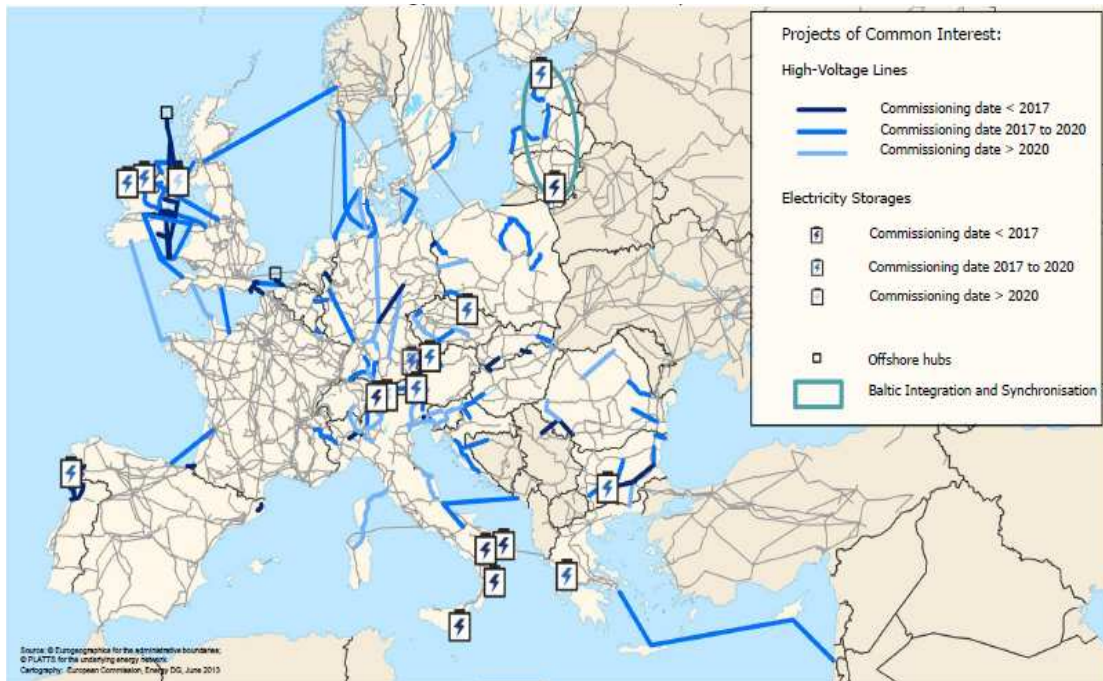 Projects of Common Interest:
High-Voltage Lines
Commissioning date < 2017
Commissioning date 2017 to 2020
Commissioning date > 2020
Electricity Storages
Commissioning date < 2017
Commissioning date 2017 to 2020
Commissioning date > 2020
Offshore hubs
Baltic Integration and Synchronisation
Source: © Eurogeographics for the administrative boundaries;
© PLATTS for the underlying energy network.
Cartography: European Commission, Energy DG, June 2013